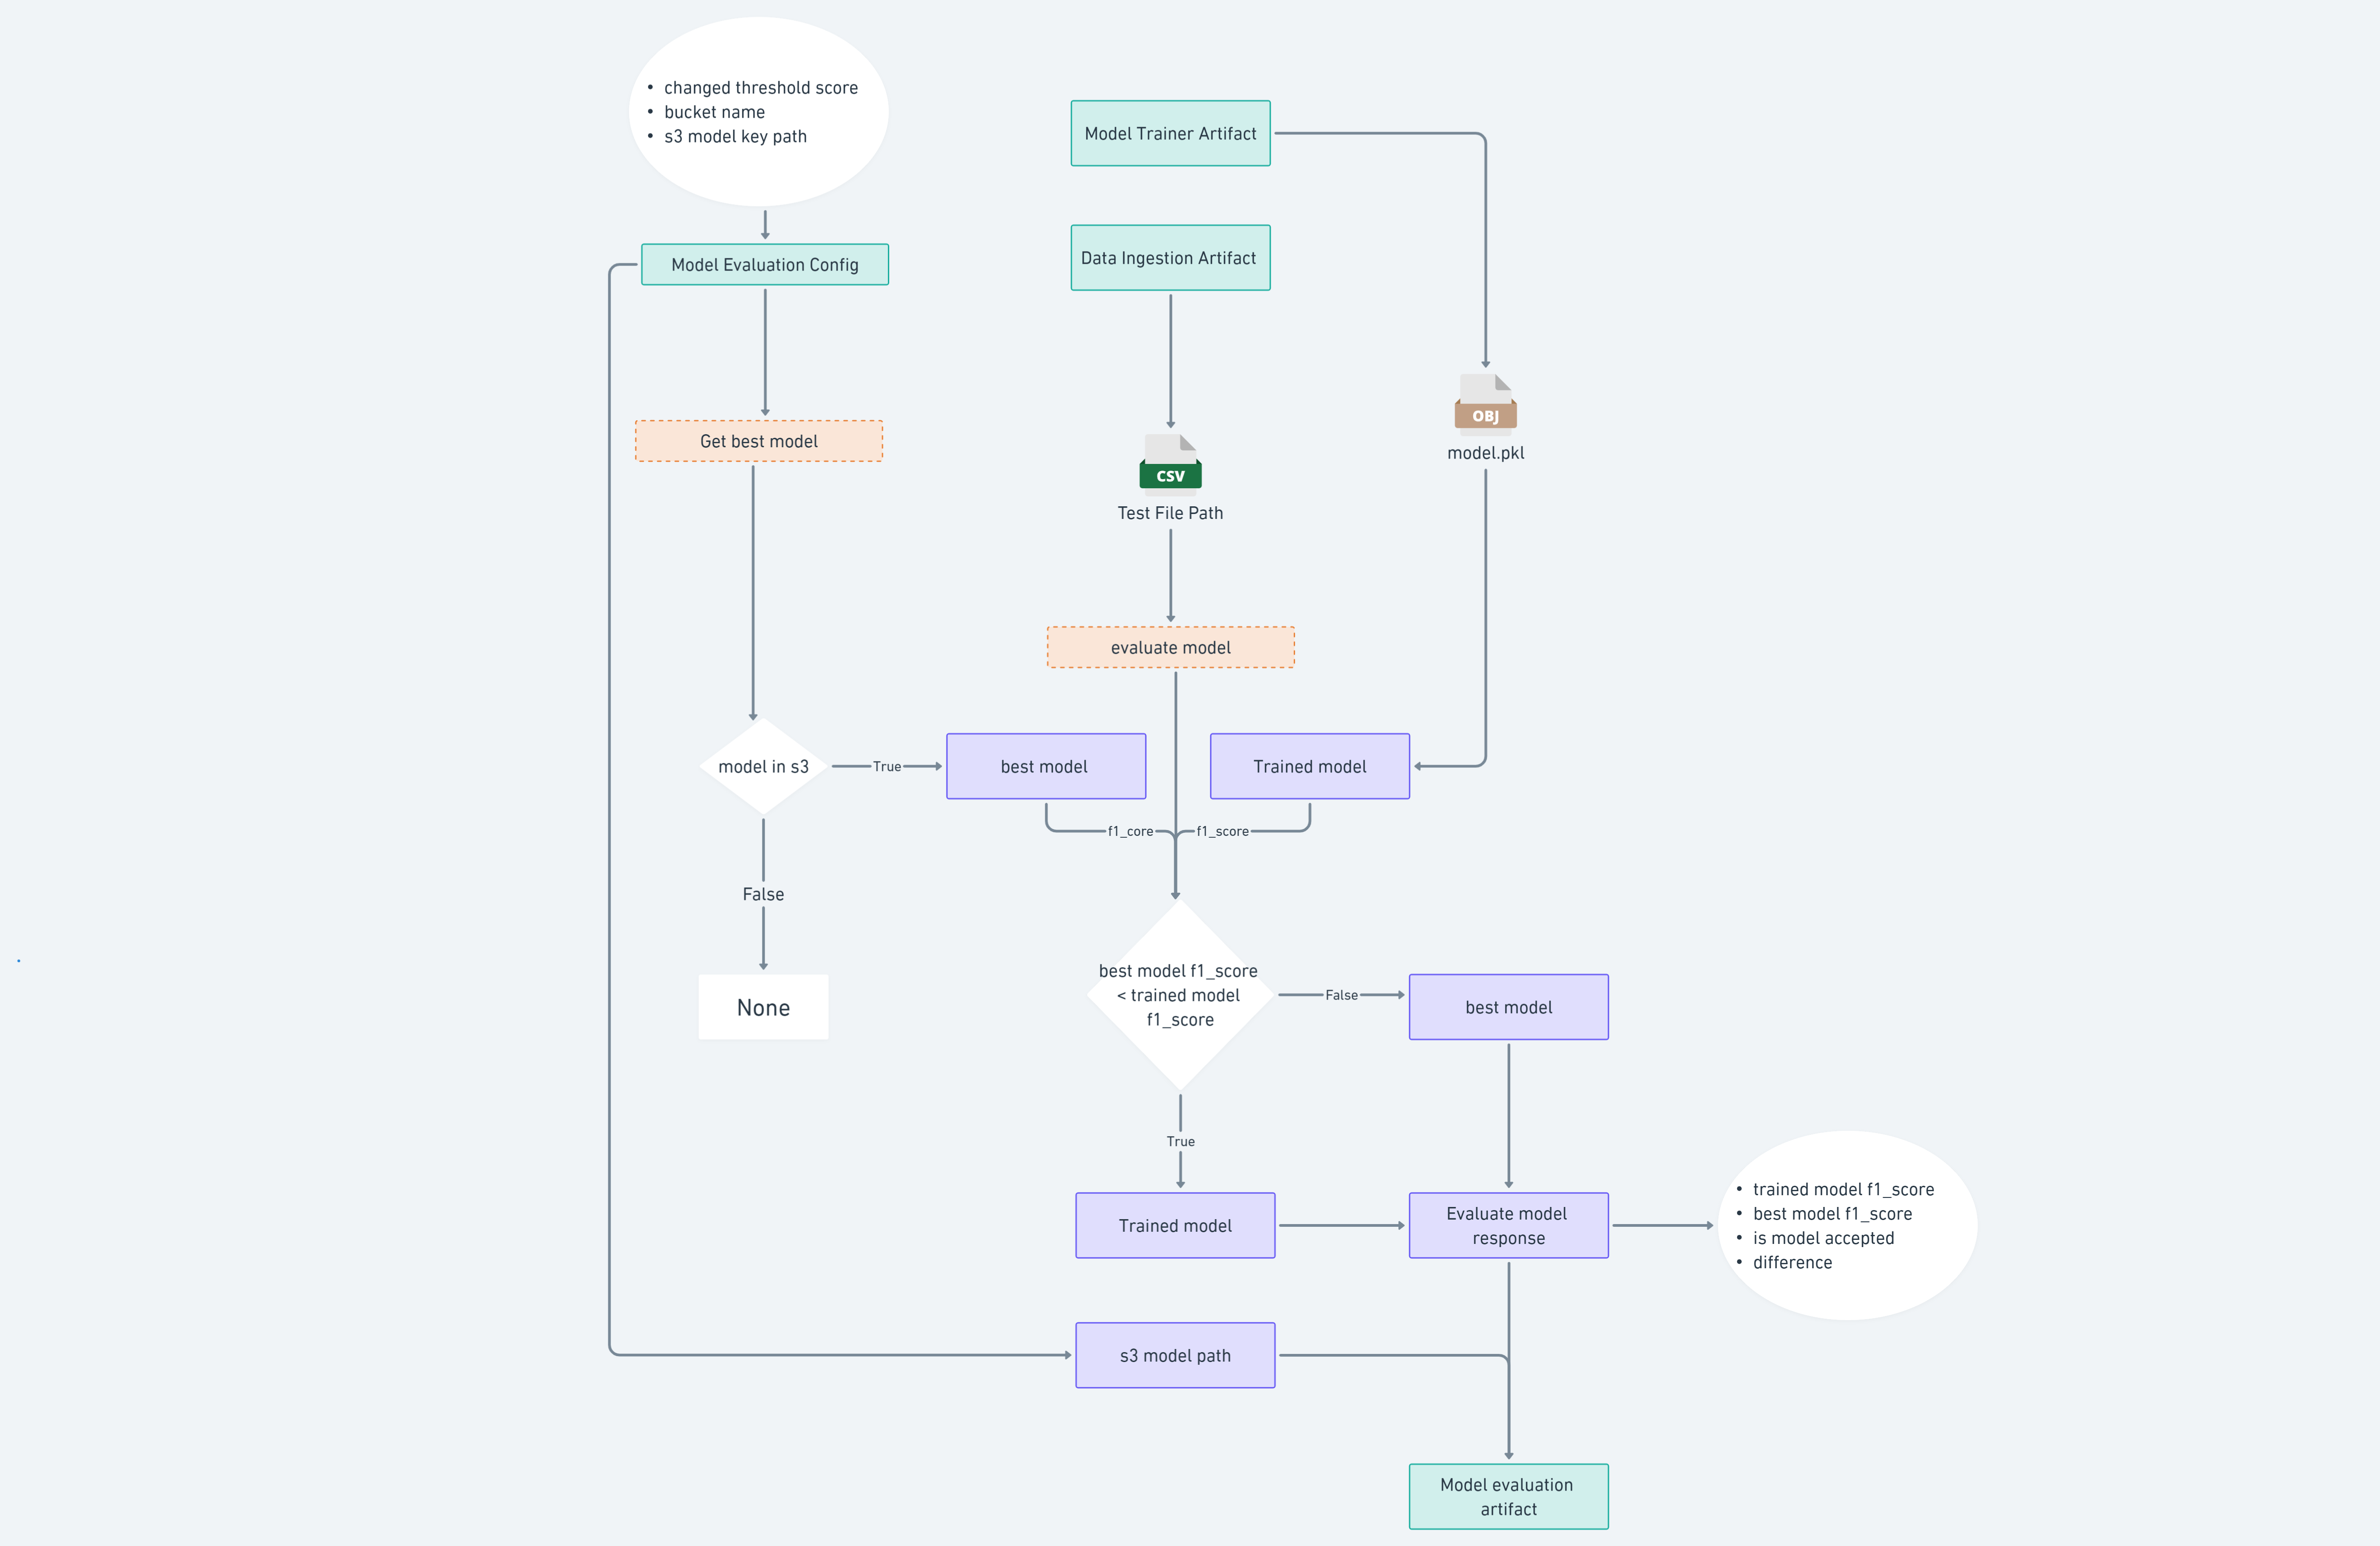 • changed threshold score
• bucket name
• s3 model key path
Model Trainer Artifact
Model Evaluation Config
Data Ingestion Artifact
OBJ
model.pkl
Get best model
CSV
Test File Path
evaluate model
model in s3
True
best model
Trained model
f1_core
f1_score
False
None
best model f1_score
< trained model
f1_score
False
best model
True
Trained model
Evaluate model
response
• trained model f1_score
• best model f1_score
• is model accepted
• difference
s3 model path
Model evaluation
artifact